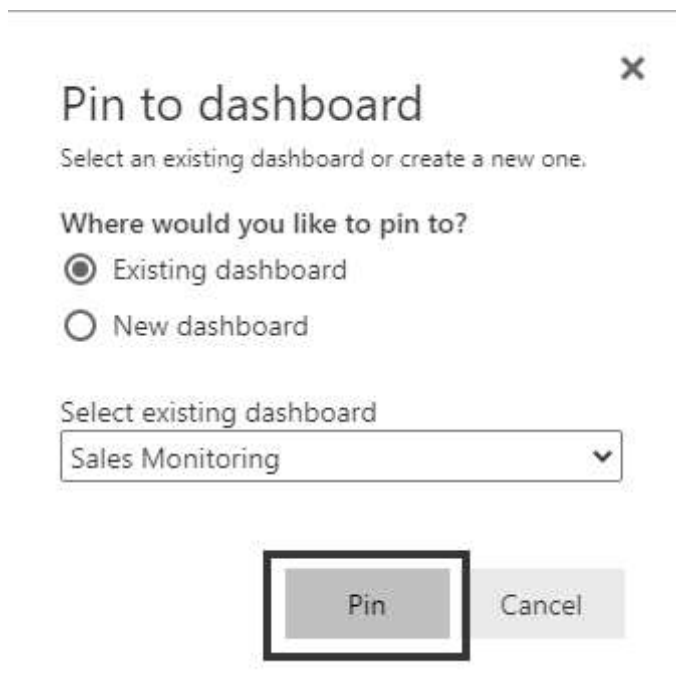 Pin to dashboard
Select an existing dashboard or create a new one.
Where would you like to pin to?
Existing dashboard
New dashboard
Select existing dashboard
Sales Monitoring
Pin Cancel